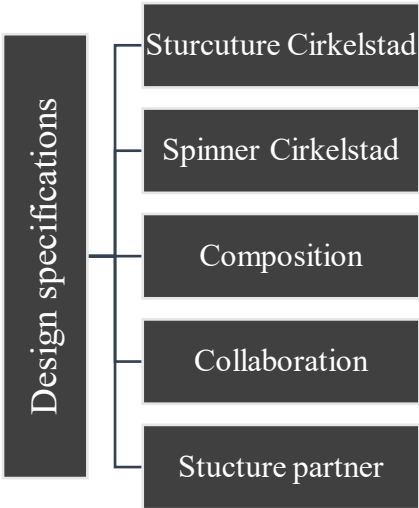 Design specifications
Sturcuture Cirkelstad
Spinner Cirkelstad
Composition
Collaboration
Stucture partner